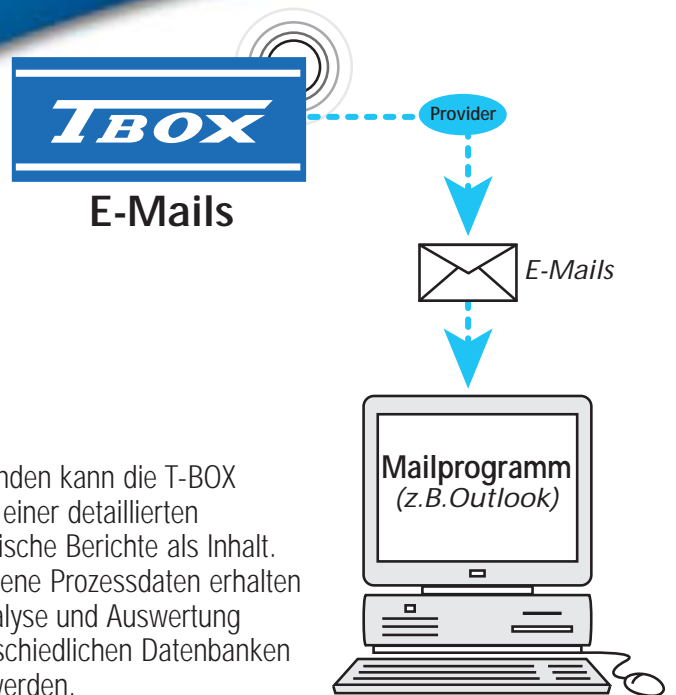 TBOX
Provider
E-Mails
E-Mails
Mailprogramm
(z.B.Outlook)
nden kann die T-BOX
einer detaillierten
ische Berichte als Inhalt.
ene Prozessdaten erhalten
alyse und Auswertung
schiedlichen Datenbanken
werden.